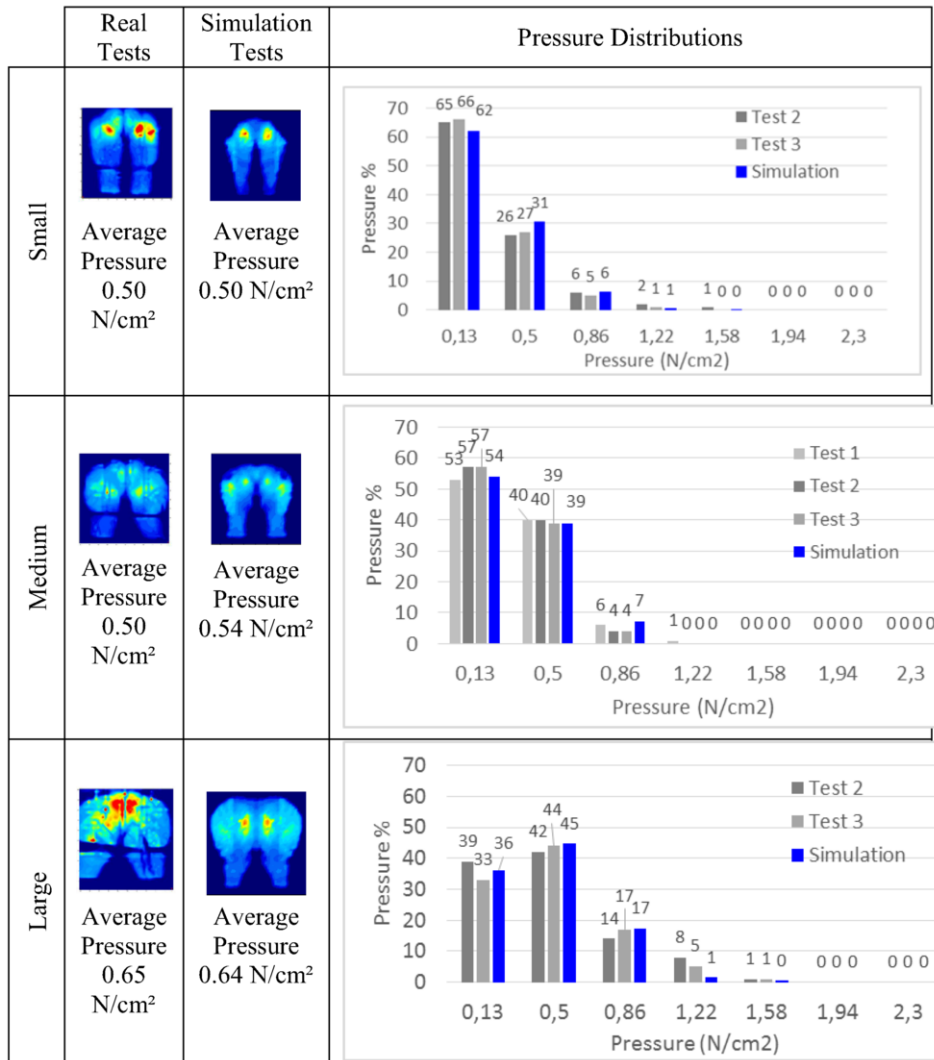 Real
Tests
Simulation
Tests
Pressure Distributions
Small
Average
Pressure
0.50
N/cm²
Average
Pressure
0.50 N/cm²
70
60
50
40
30
20
10
0
Pressure %
65 66 62
26 27 31
6 5 6
2 1 1
1 0 0
0 0 0
0 0 0
Test 2
Test 3
Simulation
0,13 0,5 0,86 1,22 1,58 1,94 2,3
Pressure (N/cm2)
Medium
Average
Pressure
0.50
N/cm²
Average
Pressure
0.54 N/cm²
70
60
50
40
30
20
10
0
Pressure %
53 57 57 54
40 40 39 39
6 4 4 7
1 0 0 0
0 0 0 0
0 0 0 0
0 0 0 0
Test 1
Test 2
Test 3
Simulation
0,13 0,5 0,86 1,22 1,58 1,94 2,3
Pressure (N/cm2)
Large
Average
Pressure
0.65
N/cm²
Average
Pressure
0.64 N/cm²
70
60
50
40
30
20
10
0
Pressure %
39 33 36
42 44 45
14 17 17
8 5 1
1 1 0
0 0 0
0 0 0
Test 2
Test 3
Simulation
0,13 0,5 0,86 1,22 1,58 1,94 2,3
Pressure (N/cm2)